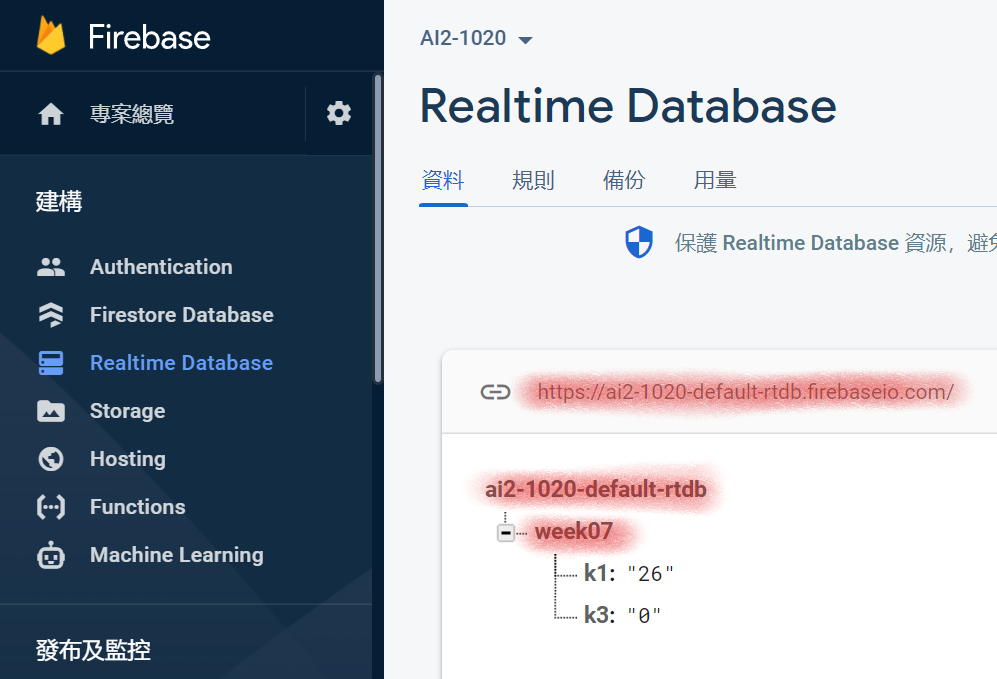 Firebase
專案總覽
建構
Authentication
Firestore Database
Realtime Database
Storage
Hosting
Functions
Machine Learning
發布及監控
AI2-1020
Realtime Database
資料 規則 備份 用量
保護 Realtime Database 資源，避免
https://ai2-1020-default-rtdb.firebaseio.com/
ai2-1020-default-rtdb
week07
k1: "26"
k3: "0"